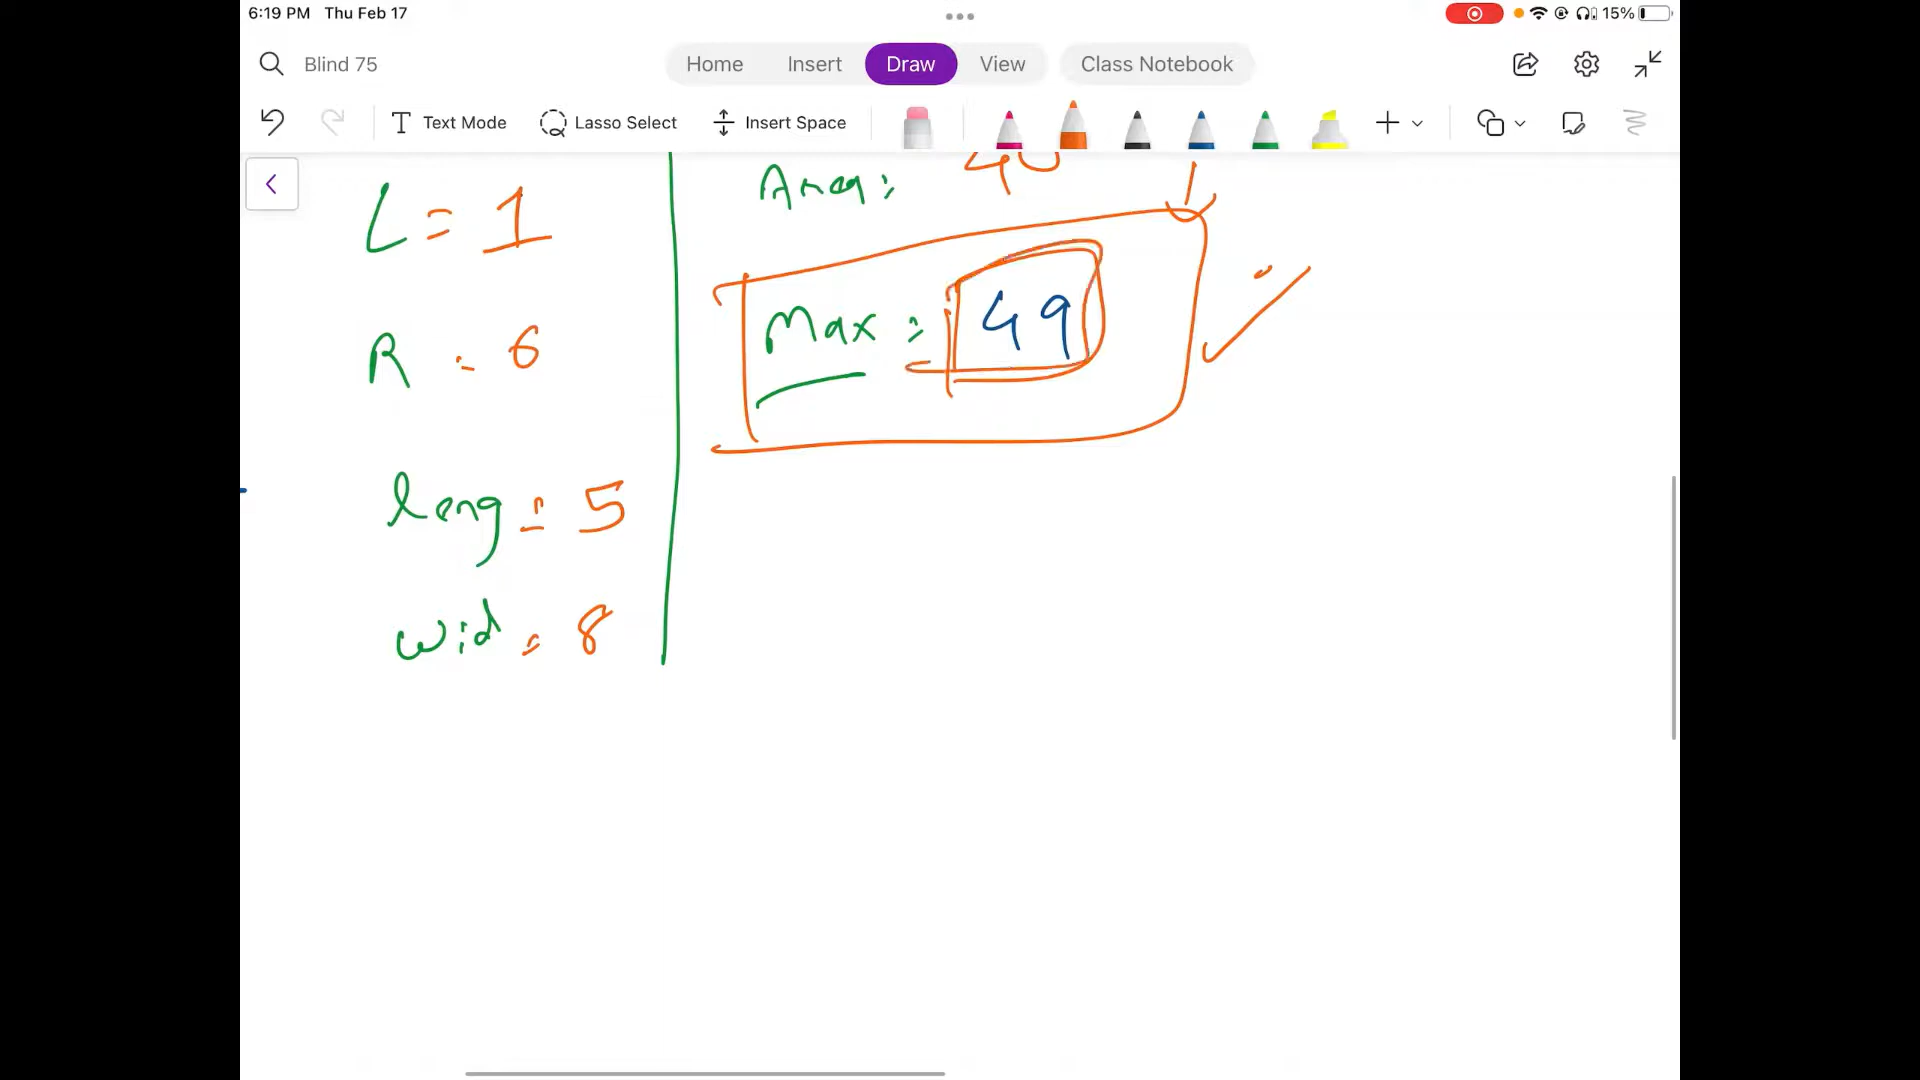 6:19 PM Thu Feb 17
15%
Blind 75
Home Insert Draw View Class Notebook
Text Mode Lasso Select Insert Space
L = 1
R = 6
leng = 5
wid = 8
Area: 40
Max = 49